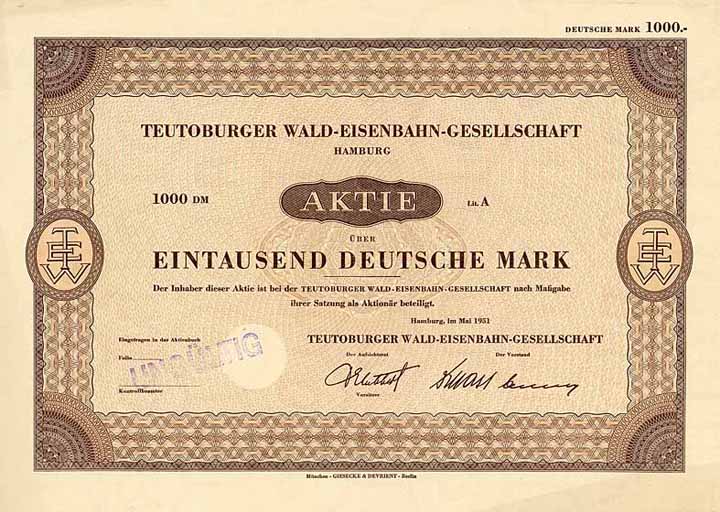 DEUTSCHE MARK 1000.-
TEUTOBURGER WALD-EISENBAHN-GESELLSCHAFT
HAMBURG
1000 DM
AKTIE
Lit. A
ÜBER
EINTAUSEND DEUTSCHE MARK
TEW
TEW
Der Inhaber dieser Aktie ist bei der TEUTOBURGER WALD-EISENBAHN-GESELLSCHAFT nach Maßgabe
ihrer Satzung als Aktionär beteiligt.
Hamburg, im Mai 1951
Eingetragen in das Aktienbuch
TEUTOBURGER WALD-EISENBAHN-GESELLSCHAFT
Der Aufsichtsrat
Der Vorstand
Folio
UNGÜLTIG
Kontrollbeamter
Vorsitzer
München - GIESECKE & DEVRIENT - Berlin